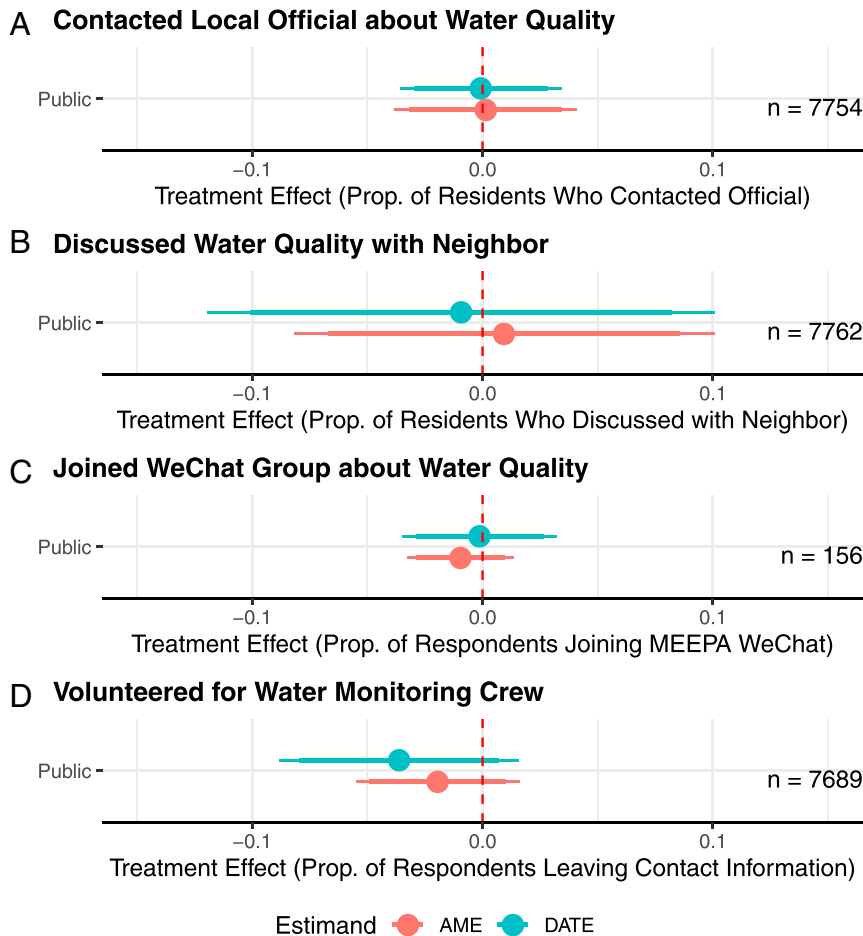 A Contacted Local Official about Water Quality
Public
n = 7754
−0.1 0.0 0.1
Treatment Effect (Prop. of Residents Who Contacted Official)
B Discussed Water Quality with Neighbor
Public
n = 7762
−0.1 0.0 0.1
Treatment Effect (Prop. of Residents Who Discussed with Neighbor)
C Joined WeChat Group about Water Quality
Public
n = 156
−0.1 0.0 0.1
Treatment Effect (Prop. of Respondents Joining MEEPA WeChat)
D Volunteered for Water Monitoring Crew
Public
n = 7689
−0.1 0.0 0.1
Treatment Effect (Prop. of Respondents Leaving Contact Information)
Estimand AME DATE